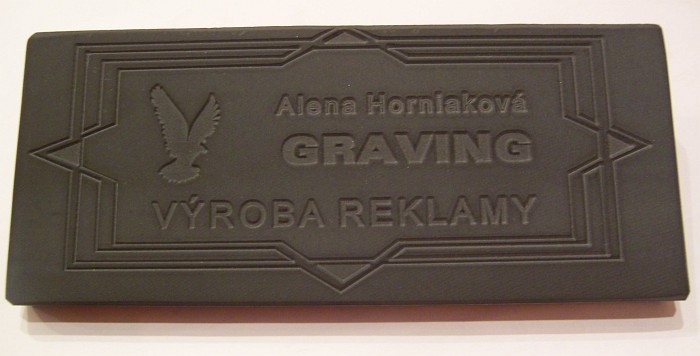 Alena Horniaková
GRAVING
VÝROBA REKLAMY